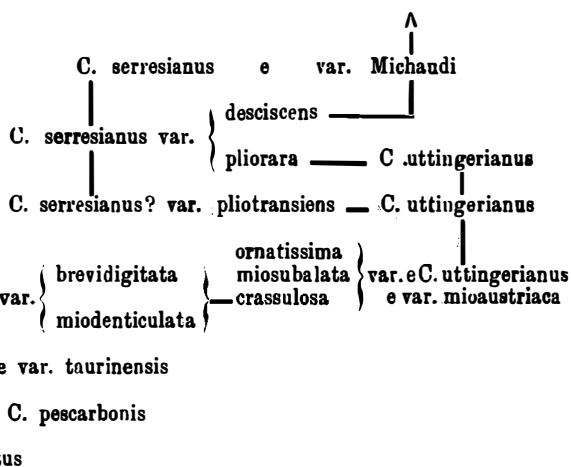 C. serresianus e var. Michaudi
desciscens
C. serresianus var.
pliorara C .uttingerianus
C. serresianus? var. pliotransiens C. uttingerianus
ornatissima
brevidigitata miosubalata var. e C. uttingerianus
var. crassulosa e var. mioaustriaca
miodenticulata
e var. taurinensis
C. pescarbonis
tus